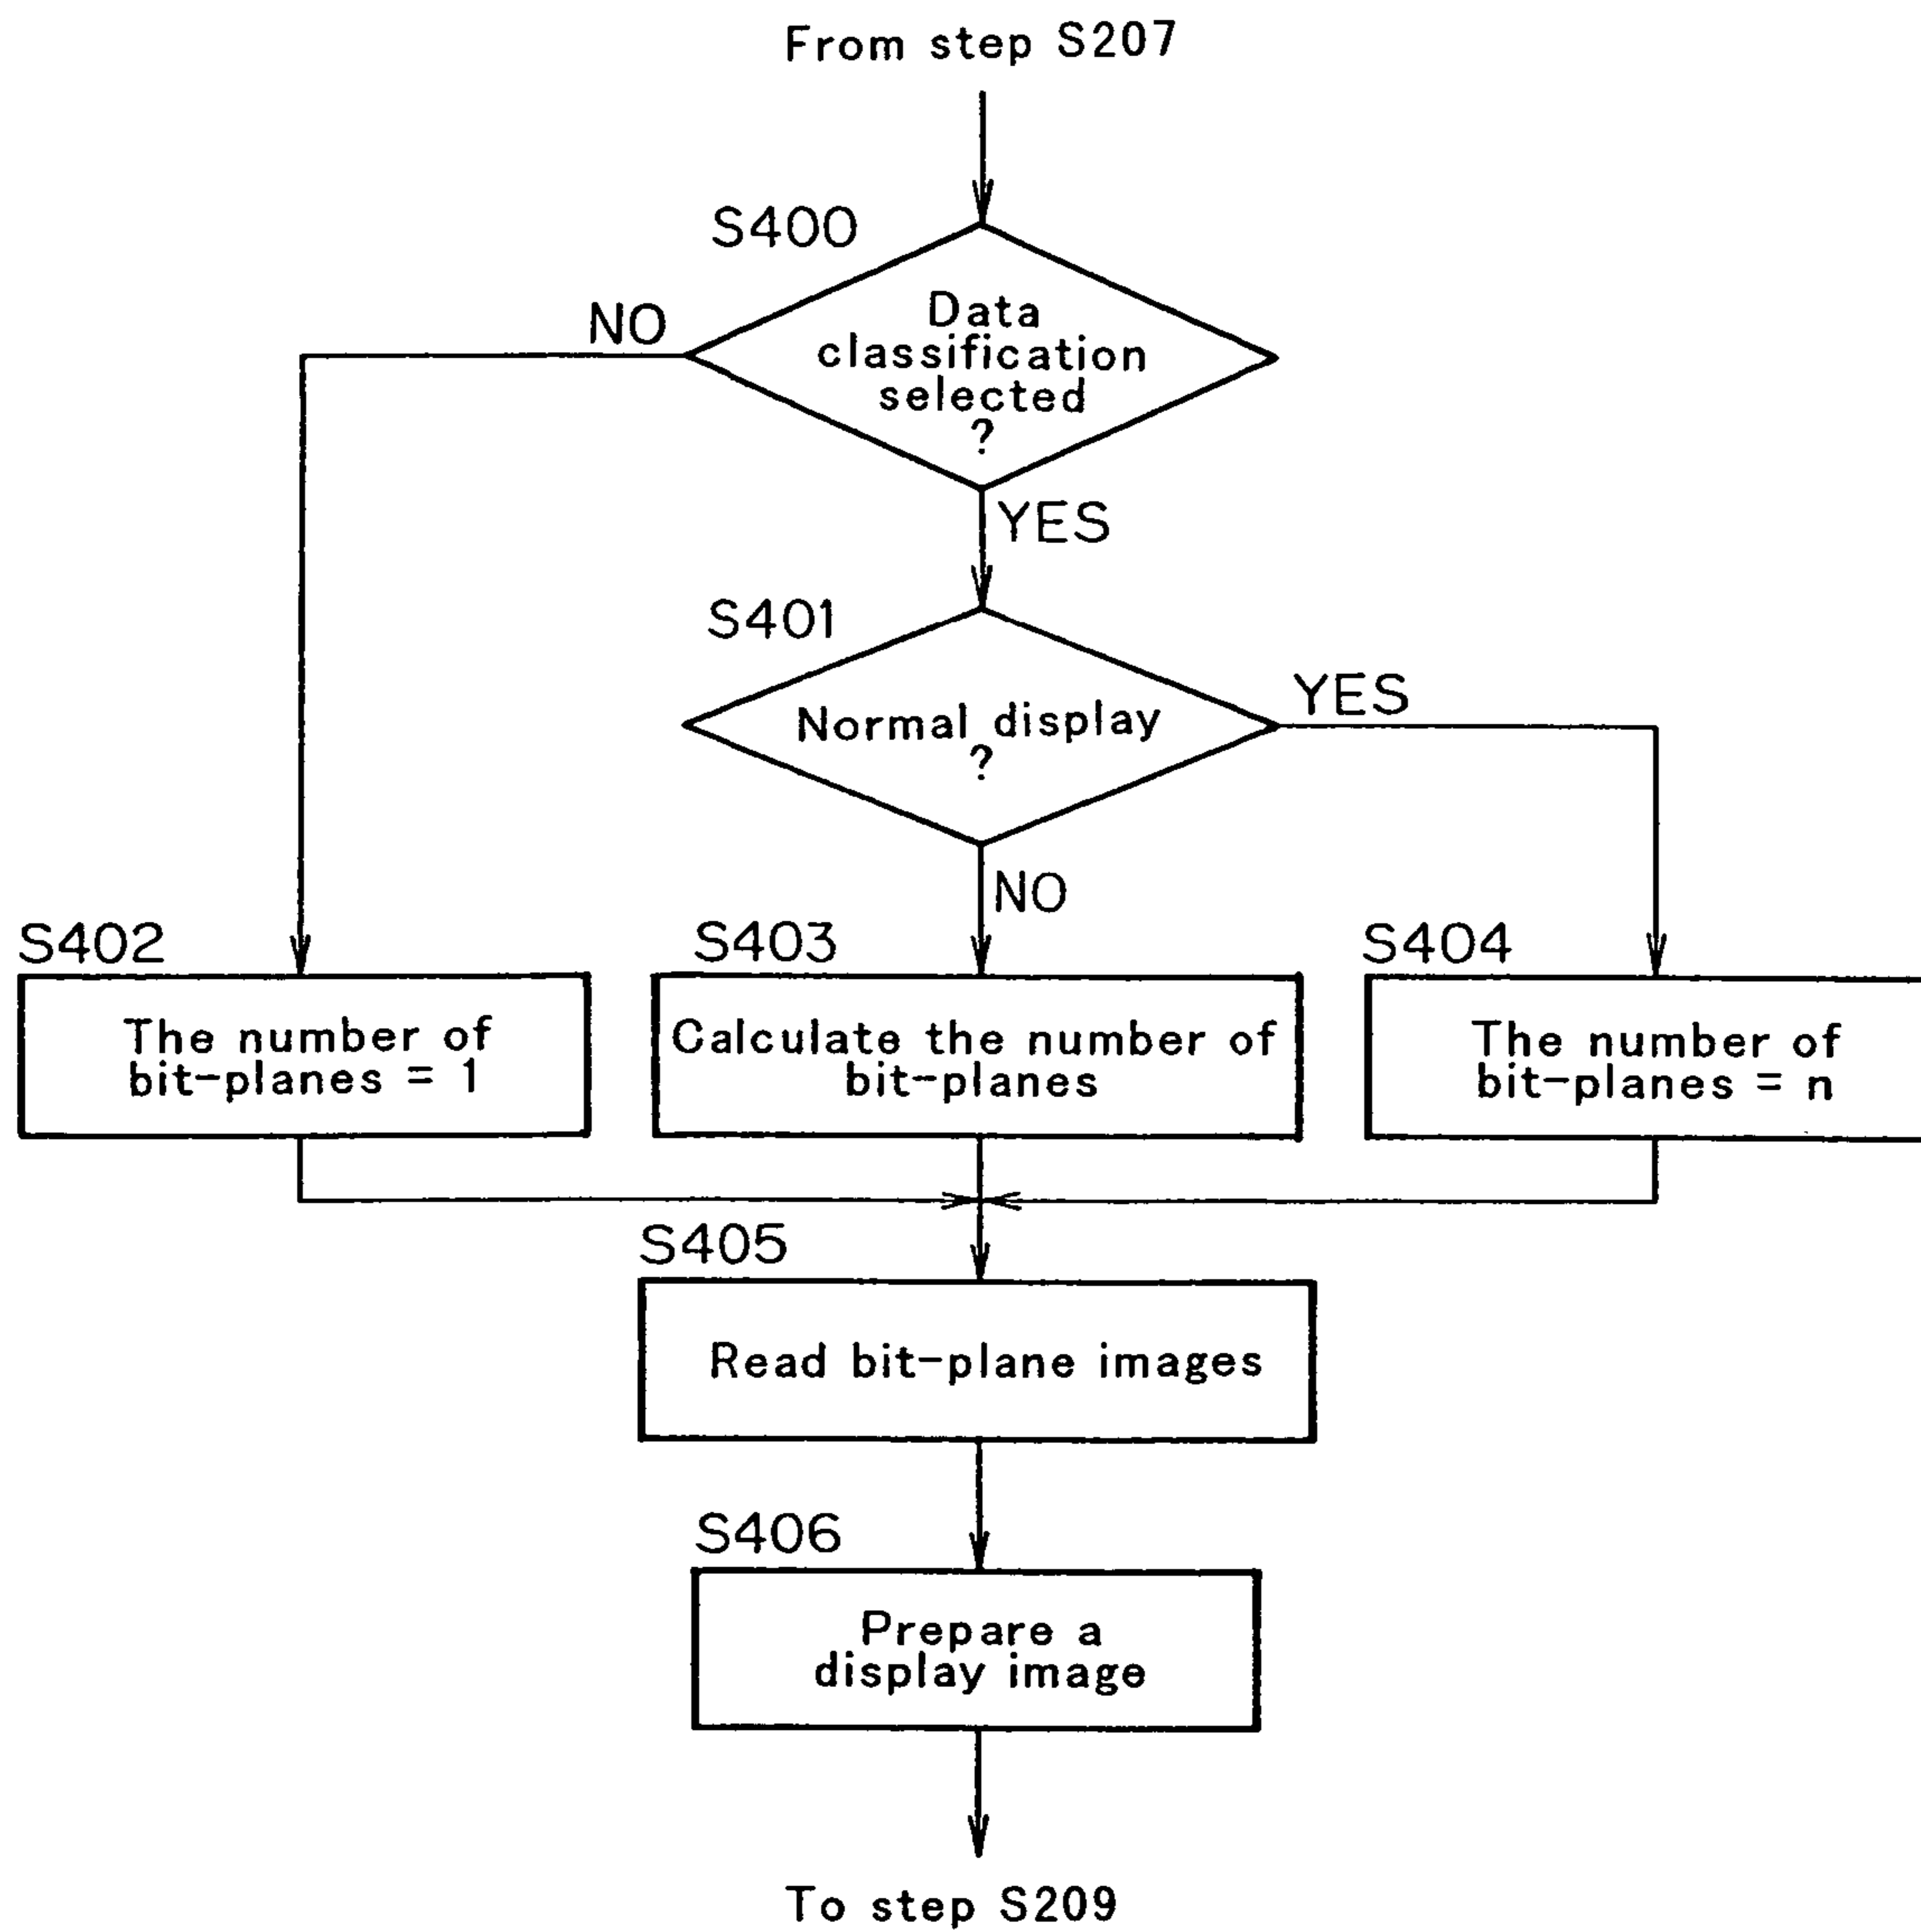 From step S207
S400
Data
classification
selected
?
NO
YES
S401
Normal display
?
YES
NO
S402
The number of
bit-planes = 1
S403
Calculate the number of
bit-planes
S404
The number of
bit-planes = n
S405
Read bit-plane images
S406
Prepare a
display image
To step S209